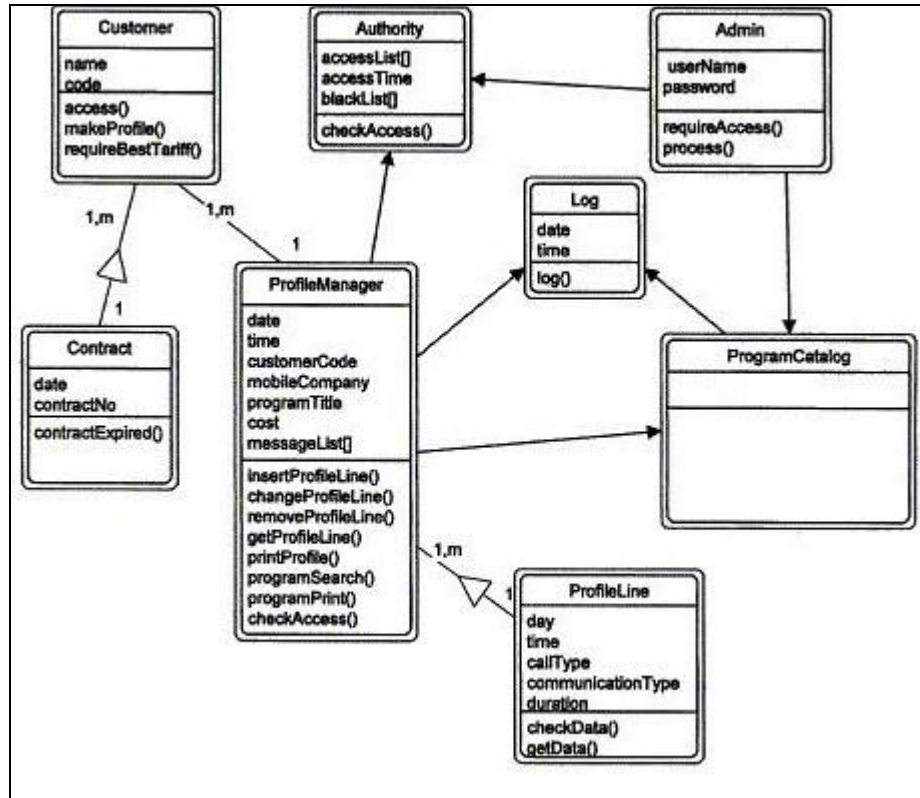 Customer
name
code
access()
makeProfile()
requireBestTariff()
Authority
accessList[]
accessTime
blackList[]
checkAccess()
Admin
userName
password
requireAccess()
process()
1,m
1,m
1
1
Log
date
time
log()
Contract
date
contractNo
contractExpired()
ProfileManager
date
time
customerCode
mobileCompany
programTitle
cost
messageList[]
insertProfileLine()
changeProfileLine()
removeProfileLine()
getProfileLine()
printProfile()
programSearch()
programPrint()
checkAccess()
ProgramCatalog
1,m
1
ProfileLine
day
time
callType
communicationType
duration
checkData()
getData()